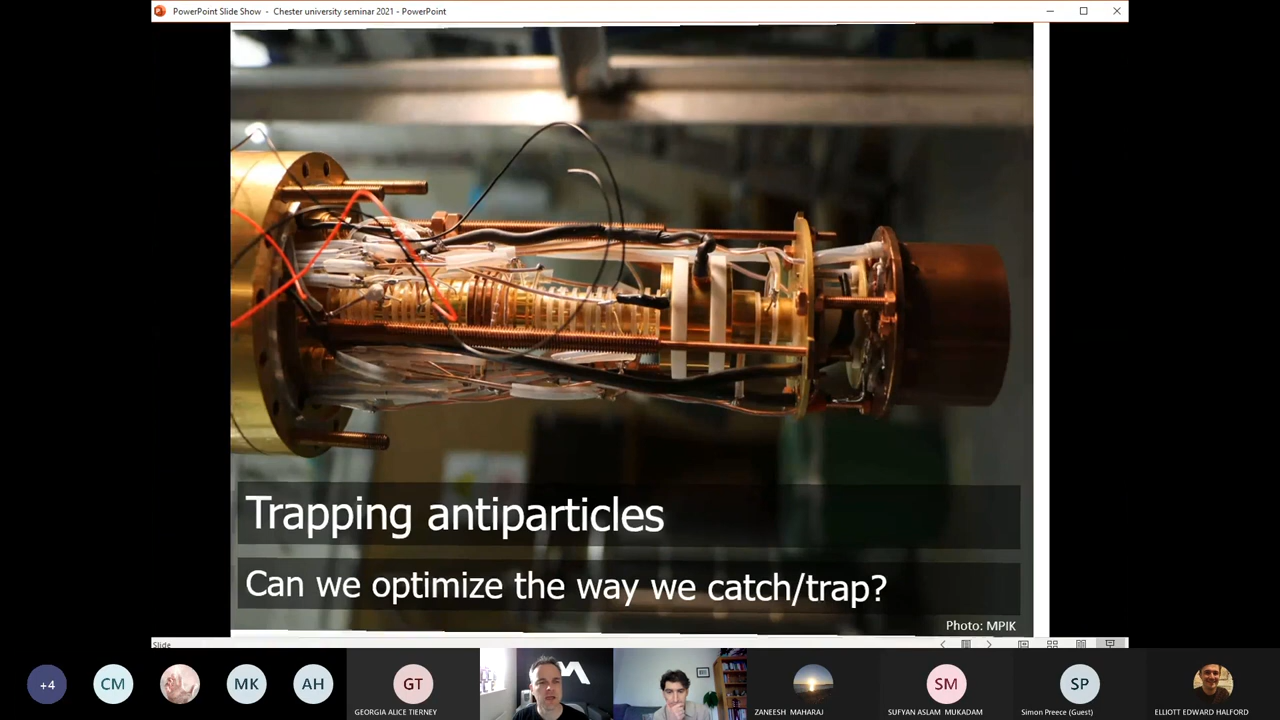 PowerPoint Slide Show - Chester university seminar 2021 - PowerPoint
Trapping antiparticles
Can we optimize the way we catch/trap?
Photo: MPIK
Slide
+4
CM
MK
AH
GT
SM
SP
GEORGIA ALICE TIERNEY
ZANEESH MAHARAJ
SUFYAN ASLAM MUKADAM
Simon Preece (Guest)
ELLIOTT EDWARD HALFORD